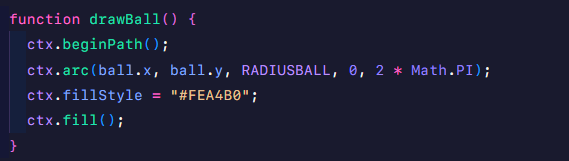 function drawBall() {
  ctx.beginPath();
  ctx.arc(ball.x, ball.y, RADIUSBALL, 0, 2 * Math.PI);
  ctx.fillStyle = "#FEA4B0";
  ctx.fill();
}